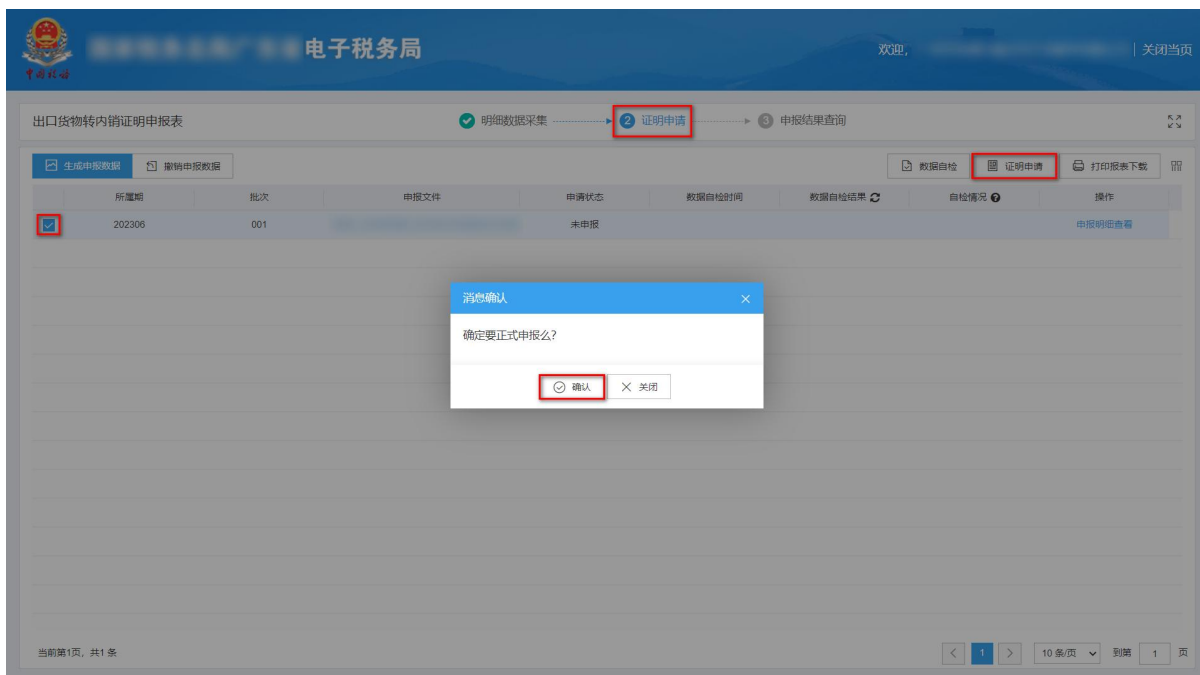 电子税务局
欢迎,
| 关闭当页
中国税务
出口货物转内销证明申报表
明细数据采集
2 证明申请
3 申报结果查询
生成申报数据
撤销申报数据
数据自检
证明申请
打印报表下载
所属期 批次 申报文件 申请状态 数据自检时间 数据自检结果 自检情况 操作
202306 001 未申报 申报明细查看
消息确认
确定要正式申报么?
确认
关闭
当前第1页, 共1 条
1
10 条/页
到第 1 页